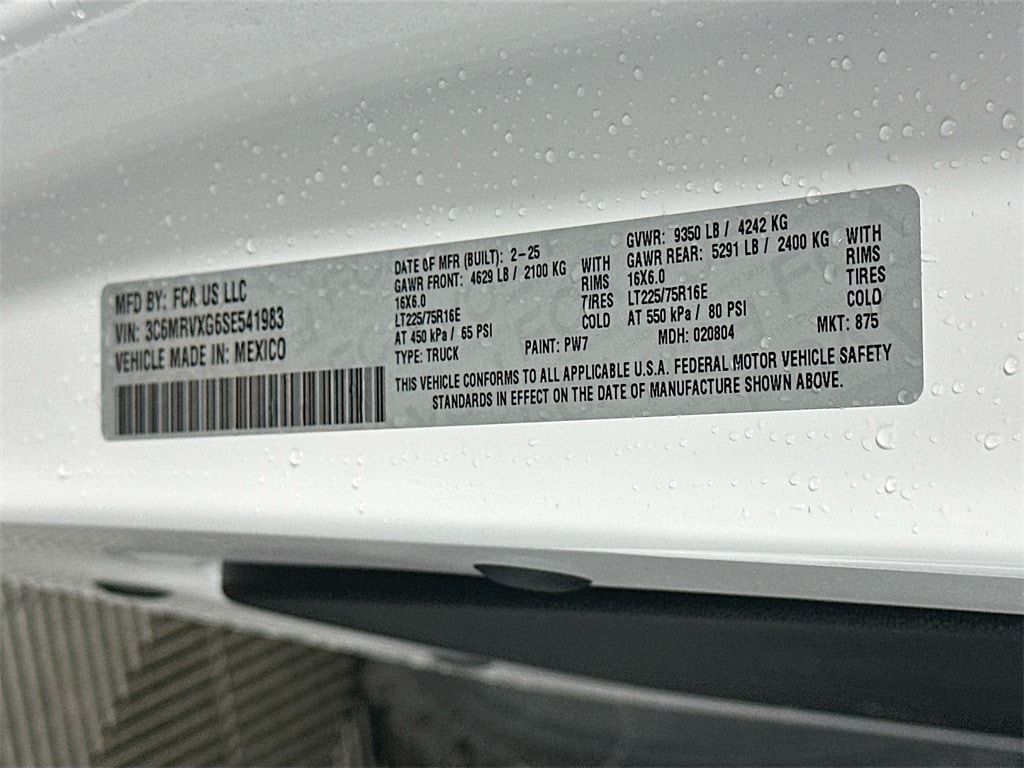 MFD BY: FCA US LLC
VIN: 3C6MRVXG6SE541983
VEHICLE MADE IN: MEXICO
DATE OF MFR (BUILT): 2-25
GAWR FRONT: 4629 LB / 2100 KG WITH
16X6.0 RIMS
LT225/75R16E TIRES
AT 450 kPa / 65 PSI COLD
TYPE: TRUCK PAINT: PW7
GVWR: 9350 LB / 4242 KG
GAWR REAR: 5291 LB / 2400 KG WITH
16X6.0 RIMS
LT225/75R16E TIRES
AT 550 kPa / 80 PSI COLD
MDH: 020804 MKT: 875
THIS VEHICLE CONFORMS TO ALL APPLICABLE U.S.A. FEDERAL MOTOR VEHICLE SAFETY
STANDARDS IN EFFECT ON THE DATE OF MANUFACTURE SHOWN ABOVE.